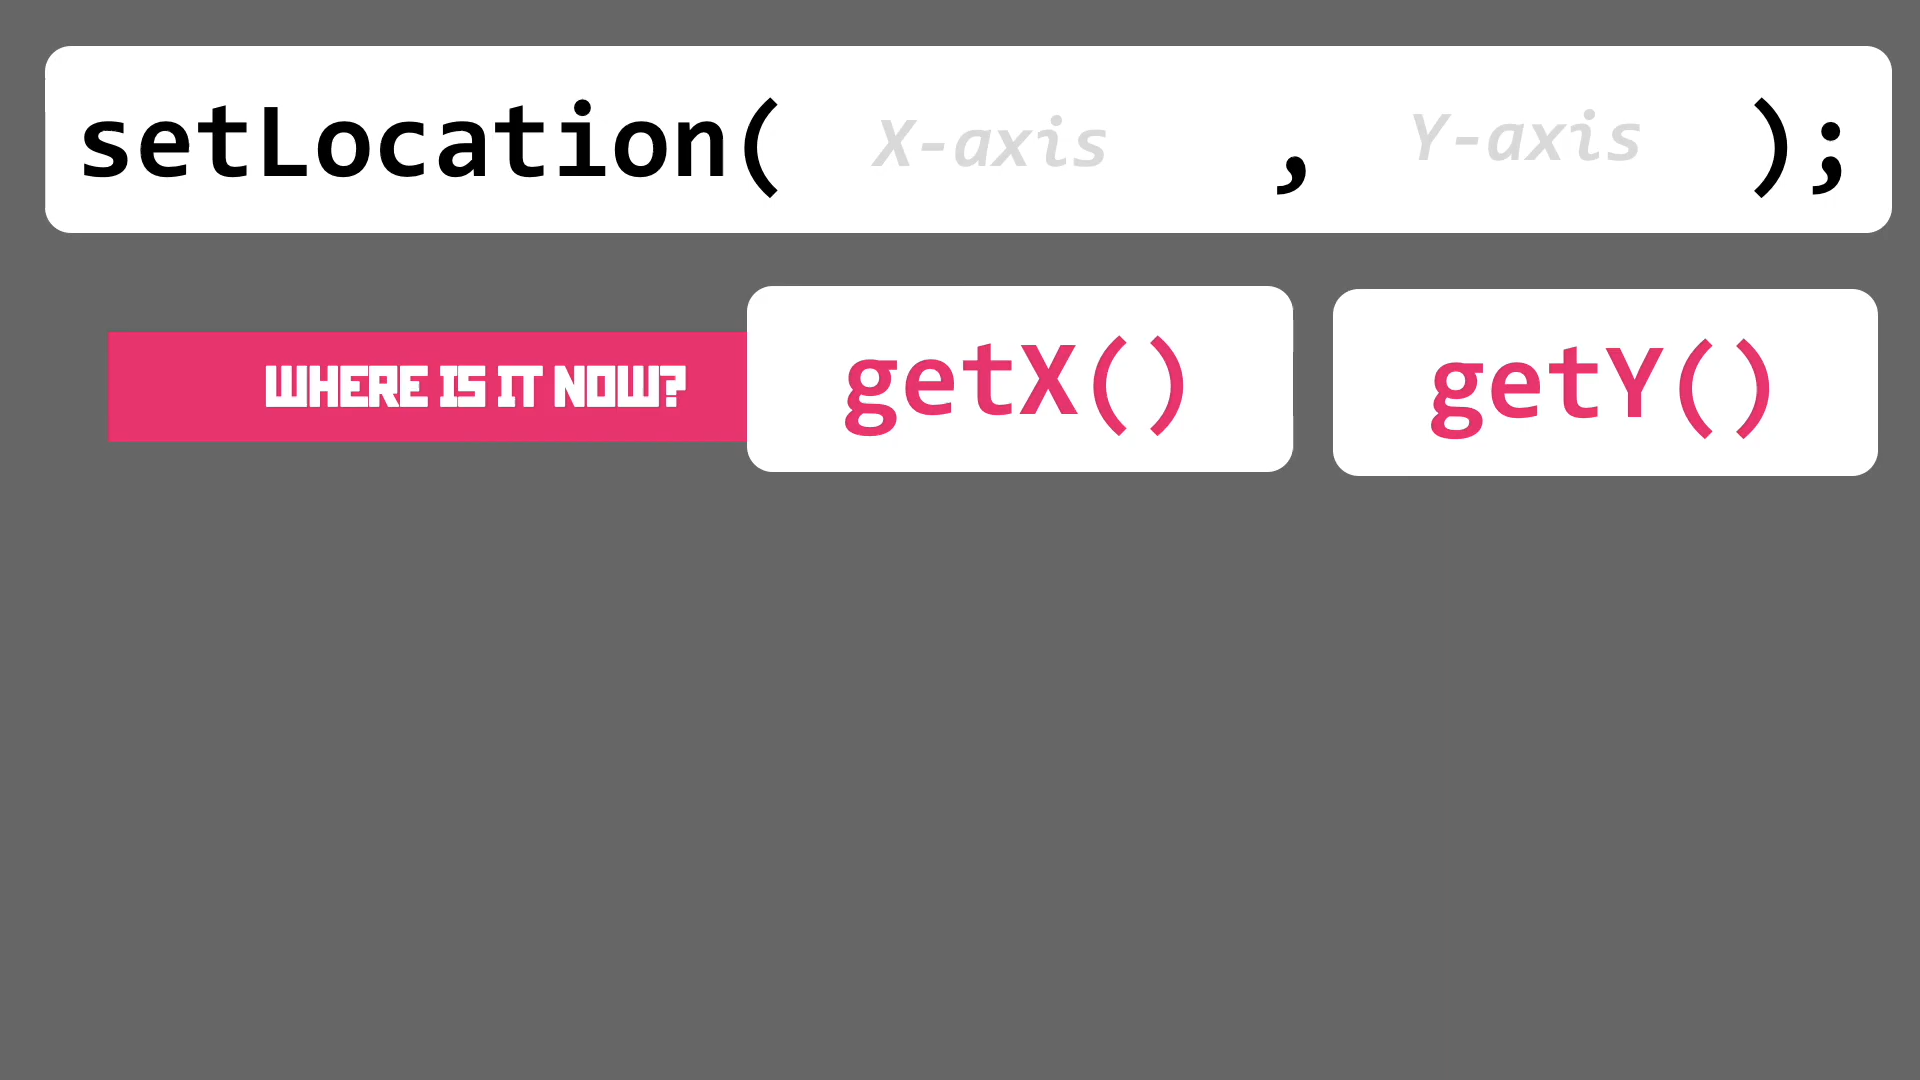 setLocation( X-axis , Y-axis );
WHERE IS IT NOW? getX() getY()